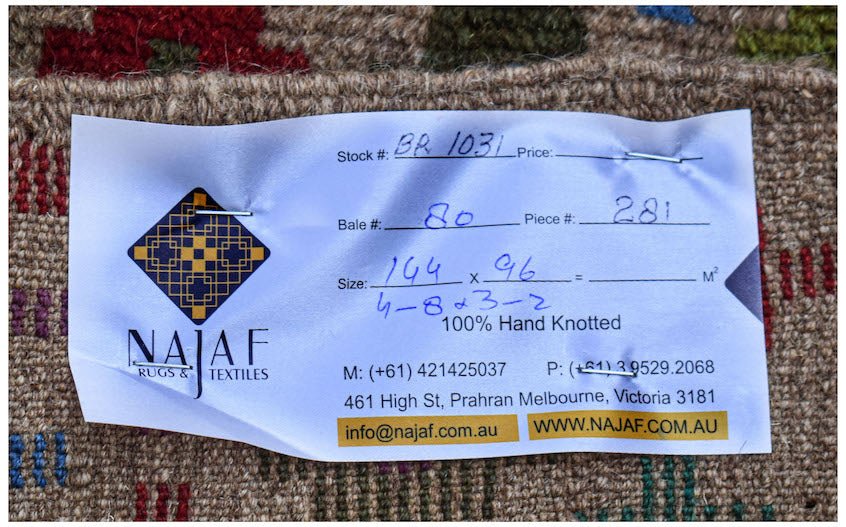 Stock #: BR 1031 Price:
Bale #: 80 Piece #: 281
Size: 144 x 96 = M²
4-8 x 3-2
100% Hand Knotted
NAJAF
RUGS & TEXTILES
M: (+61) 421425037 P: (+61) 3 9529.2068
461 High St, Prahran Melbourne, Victoria 3181
info@najaf.com.au WWW.NAJAF.COM.AU